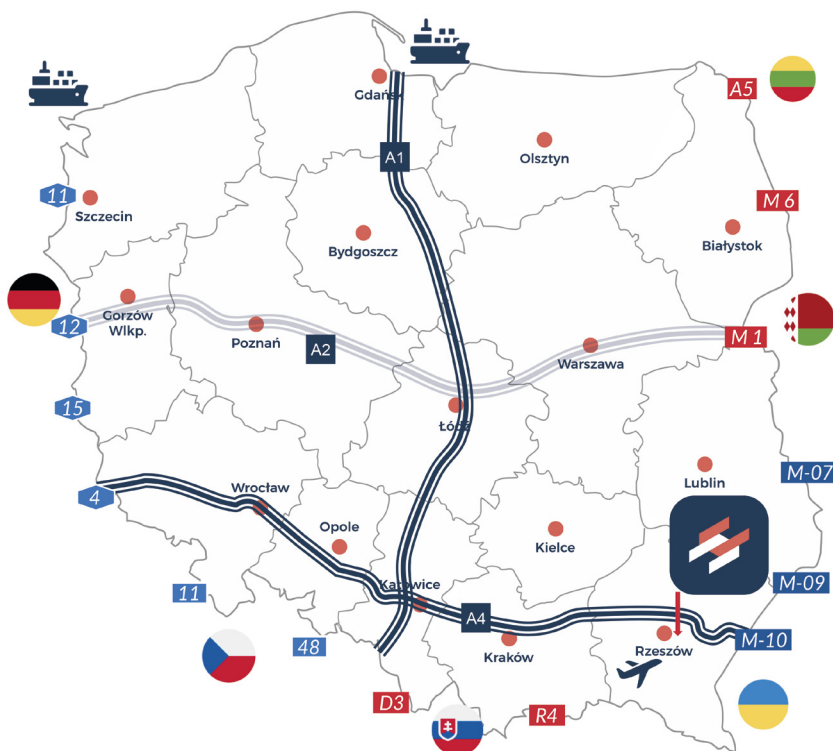 Gdańsk
A5
A1
Olsztyn
11
Szczecin
M 6
Bydgoszcz
Białystok
Gorzów
Wlkp.
12
Poznań
A2
Warszawa
M 1
15
Łódź
Lublin
M-07
4
Wrocław
Opole
Kielce
11
Katowice
M-09
A4
48
Kraków
Rzeszów
M-10
D3
R4